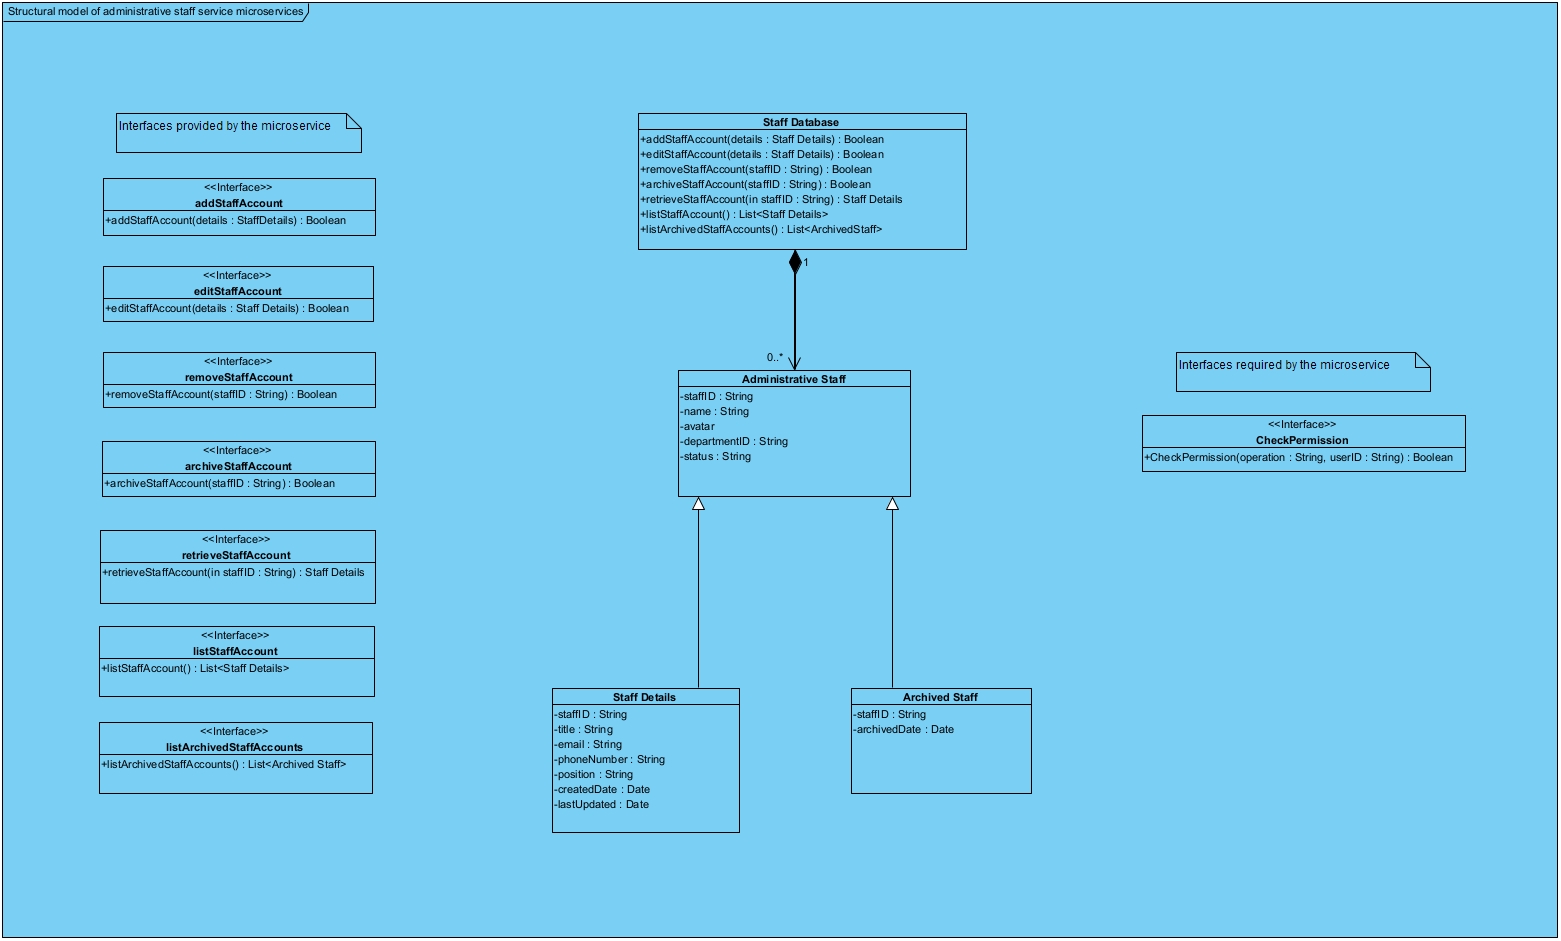 Structural model of administrative staff service microservices
Interfaces provided by the microservice
<<Interface>>
addStaffAccount
+addStaffAccount(details : StaffDetails) : Boolean
<<Interface>>
editStaffAccount
+editStaffAccount(details : Staff Details) : Boolean
<<Interface>>
removeStaffAccount
+removeStaffAccount(staffID : String) : Boolean
<<Interface>>
archiveStaffAccount
+archiveStaffAccount(staffID : String) : Boolean
<<Interface>>
retrieveStaffAccount
+retrieveStaffAccount(in staffID : String) : Staff Details
<<Interface>>
listStaffAccount
+listStaffAccount() : List<Staff Details>
<<Interface>>
listArchivedStaffAccounts
+listArchivedStaffAccounts() : List<Archived Staff>
Staff Database
+addStaffAccount(details : Staff Details) : Boolean
+editStaffAccount(details : Staff Details) : Boolean
+removeStaffAccount(staffID : String) : Boolean
+archiveStaffAccount(staffID : String) : Boolean
+retrieveStaffAccount(in staffID : String) : Staff Details
+listStaffAccount() : List<Staff Details>
+listArchivedStaffAccounts() : List<ArchivedStaff>
1
0..*
Administrative Staff
-staffID : String
-name : String
-avatar
-departmentID : String
-status : String
Staff Details
-staffID : String
-title : String
-email : String
-phoneNumber : String
-position : String
-createdDate : Date
-lastUpdated : Date
Archived Staff
-staffID : String
-archivedDate : Date
Interfaces required by the microservice
<<Interface>>
CheckPermission
+CheckPermission(operation : String, userID : String) : Boolean